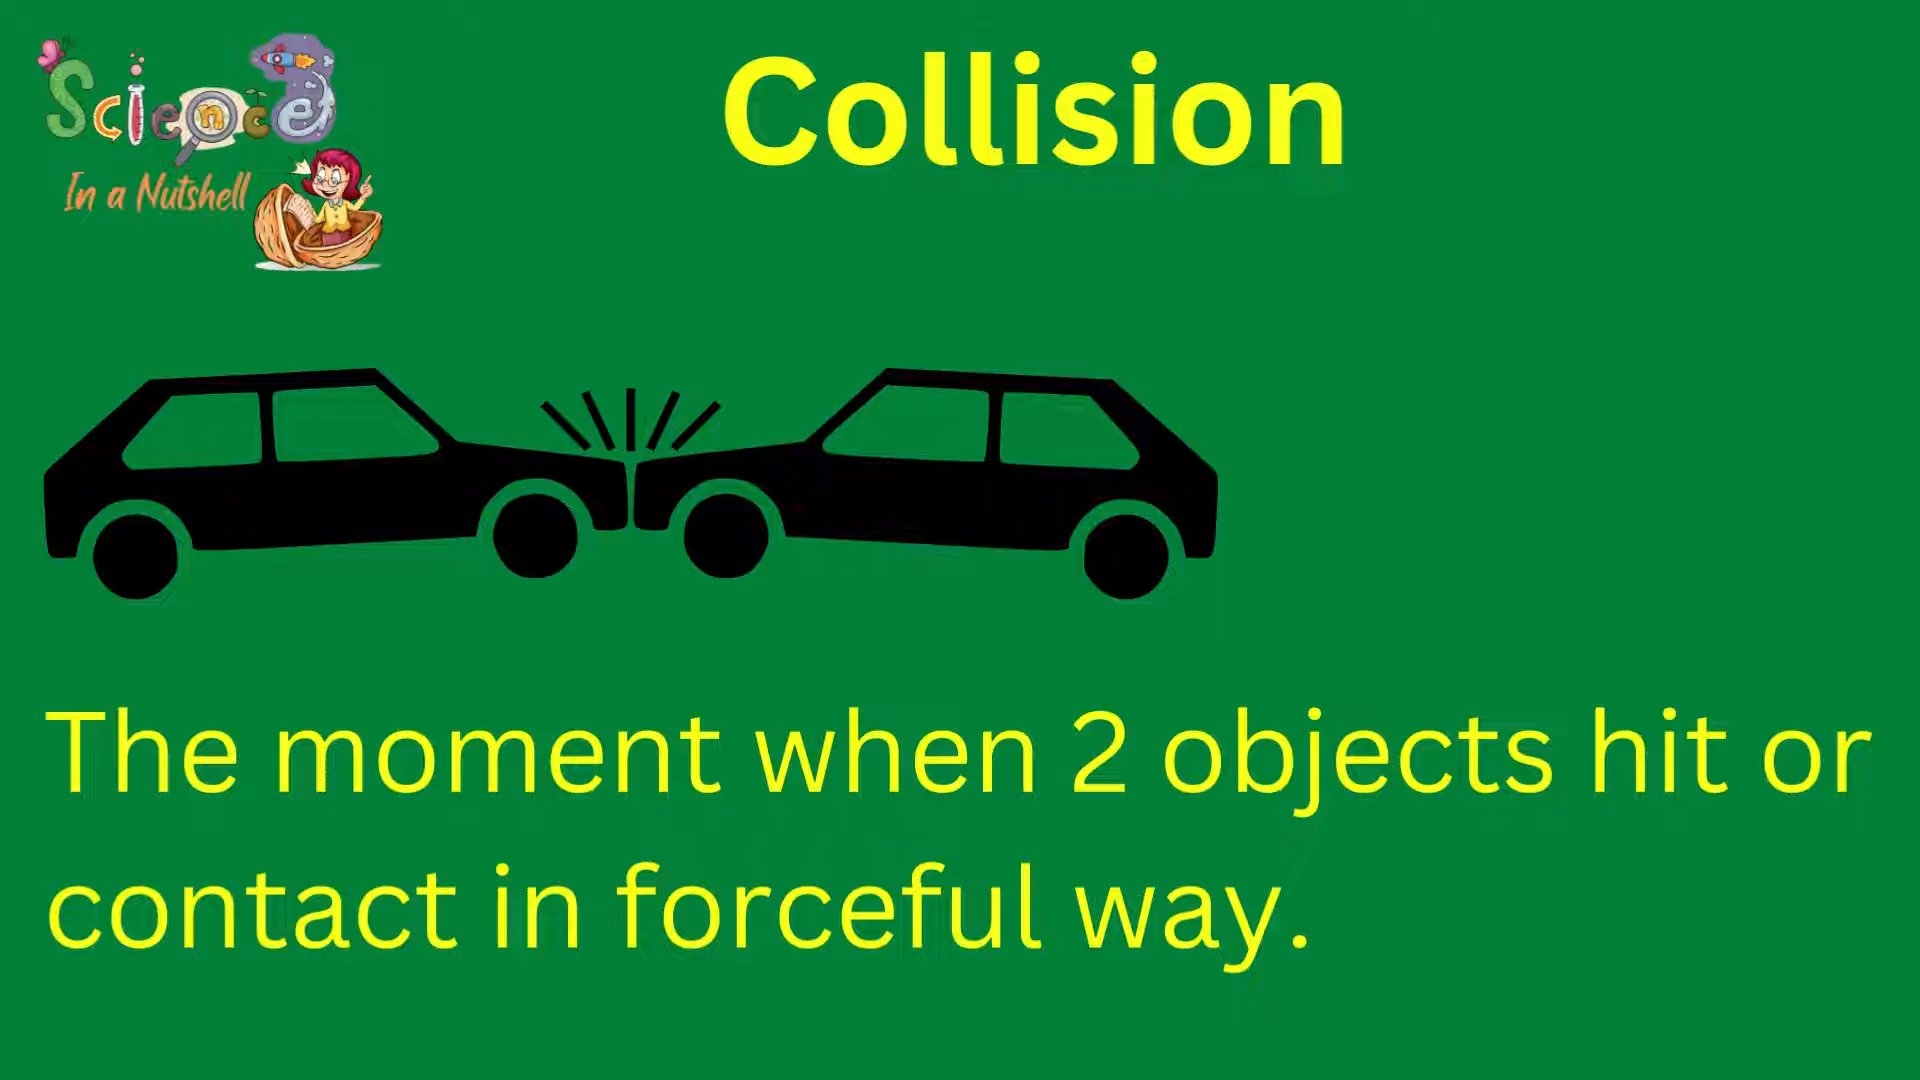 Science
In a Nutshell
Collision
The moment when 2 objects hit or
contact in forceful way.